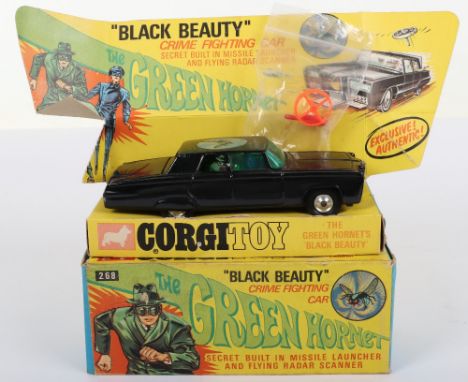 "BLACK BEAUTY"
CRIME FIGHTING CAR
SECRET BUILT IN MISSILE LAUNCHER
AND FLYING RADAR SCANNER
THE
GREEN HORNET
EXCLUSIVE!
AUTHENTIC!
CORGI TOY
THE
GREEN HORNET'S
'BLACK BEAUTY'
268
"BLACK BEAUTY"
CRIME FIGHTING
CAR
THE
GREEN HORNET
SECRET BUILT IN MISSILE LAUNCHER
AND FLYING RADAR SCANNER